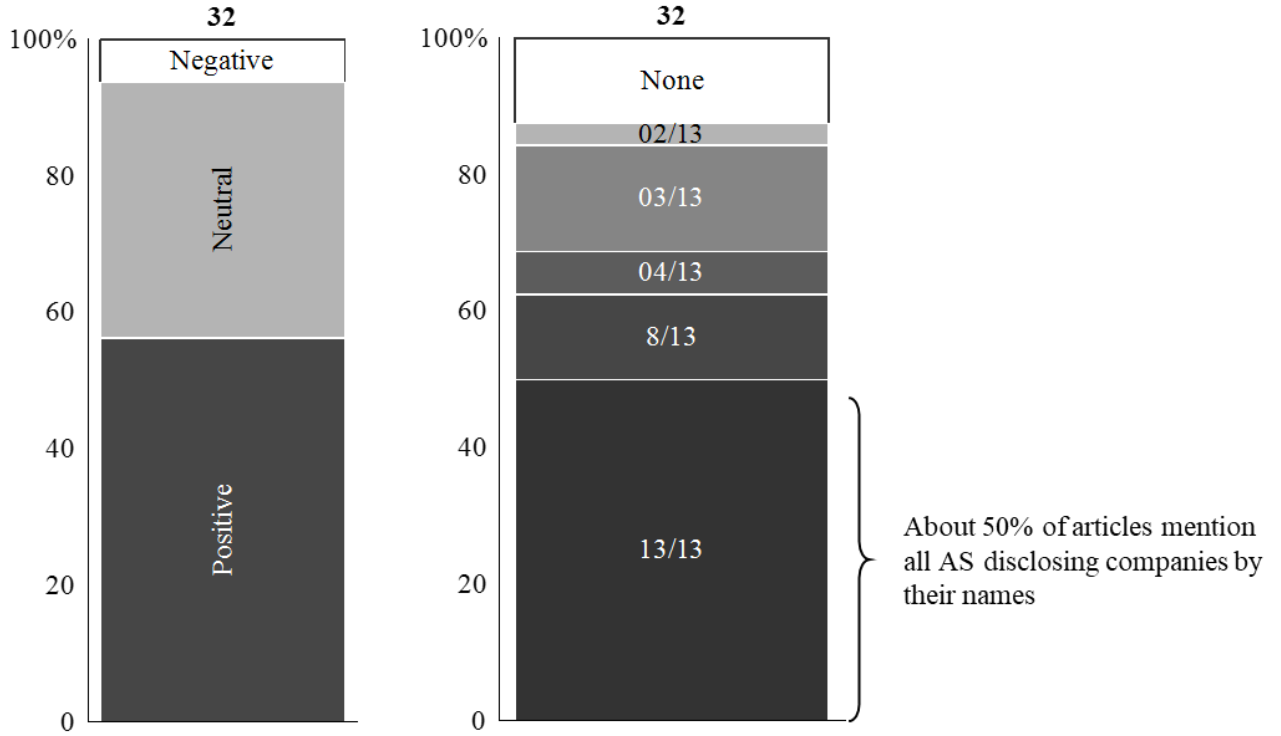 32
100%
Negative
80
Neutral
60
40
Positive
20
0
32
100%
None
02/13
80
03/13
04/13
60
8/13
40
13/13
20
0
About 50% of articles mention
all AS disclosing companies by
their names